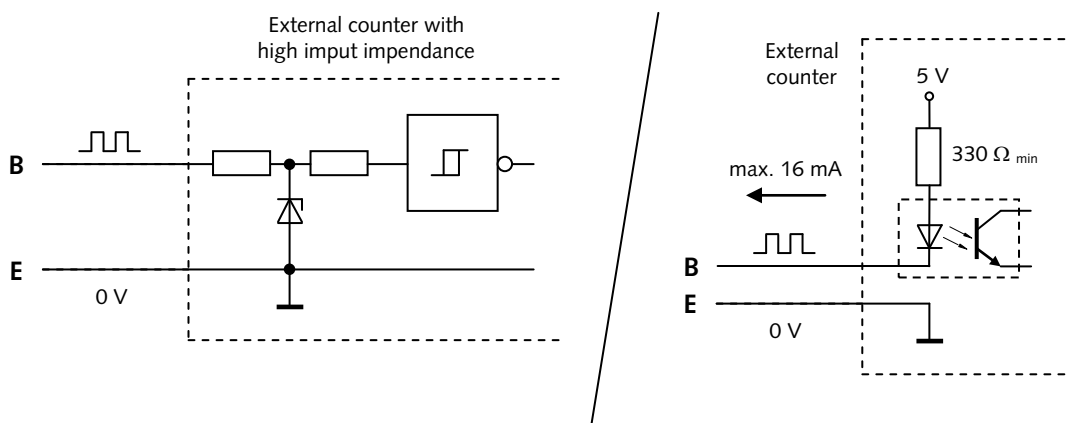 External counter with
high imput impendance
B
E
0 V
External
counter
5 V
330 Ω min
max. 16 mA
B
E
0 V